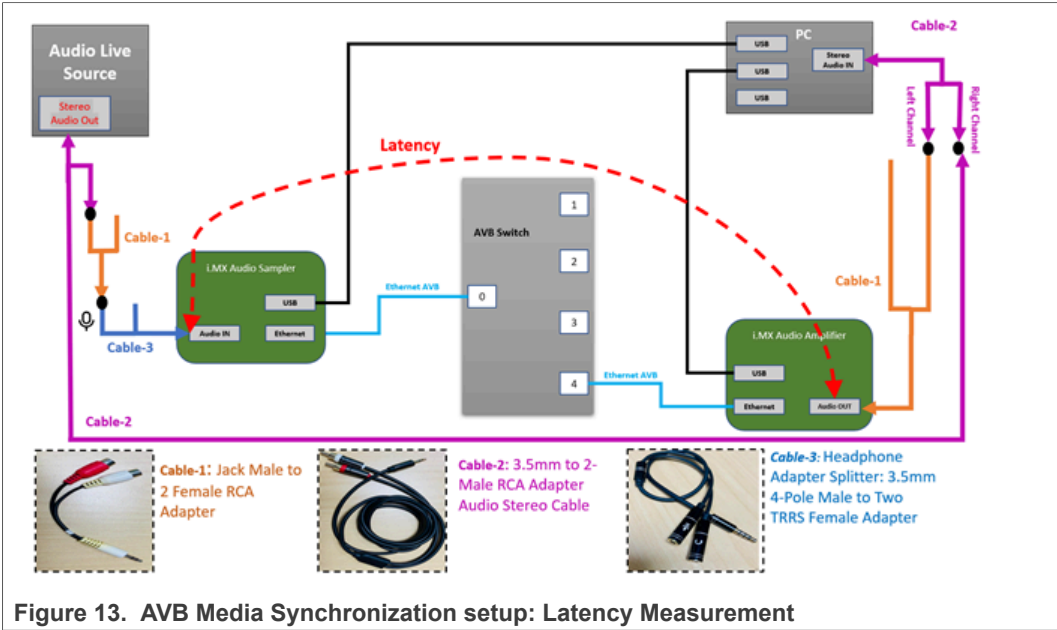 Audio Live
Source
Stereo
Audio Out
PC
USB
USB
USB
Stereo
Audio IN
Cable-2
Left Channel
Right Channel
Latency
Cable-1
i.MX Audio Sampler
USB
Audio IN
Ethernet
Cable-3
Ethernet AVB
AVB Switch
0
1
2
3
4
Ethernet AVB
Cable-1
i.MX Audio Amplifier
USB
Ethernet
Audio OUT
Cable-2
Cable-1: Jack Male to
2 Female RCA
Adapter
Cable-2: 3.5mm to 2-
Male RCA Adapter
Audio Stereo Cable
Cable-3: Headphone
Adapter Splitter: 3.5mm
4-Pole Male to Two
TRRS Female Adapter
Figure 13. AVB Media Synchronization setup: Latency Measurement